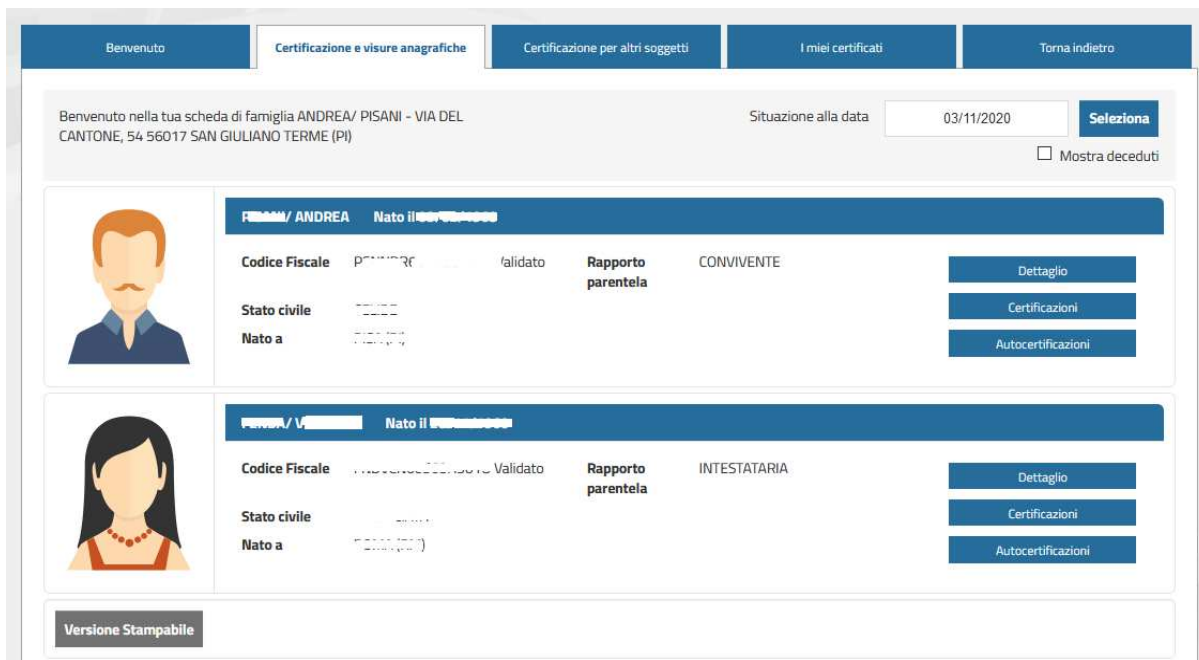 Benvenuto
Certificazione e visure anagrafiche
Certificazione per altri soggetti
I miei certificati
Torna indietro
Benvenuto nella tua scheda di famiglia ANDREA/ PISANI - VIA DEL
CANTONE, 54 56017 SAN GIULIANO TERME (PI)
Situazione alla data
03/11/2020
Seleziona
Mostra deceduti
/ ANDREA Nato il
Codice Fiscale
Rapporto
parentela
CONVIVENTE
Stato civile
Nato a
Dettaglio
Certificazioni
Autocertificazioni
Nato il
Codice Fiscale Validato
Rapporto
parentela
INTESTATARIA
Stato civile
Nato a
Dettaglio
Certificazioni
Autocertificazioni
Versione Stampabile